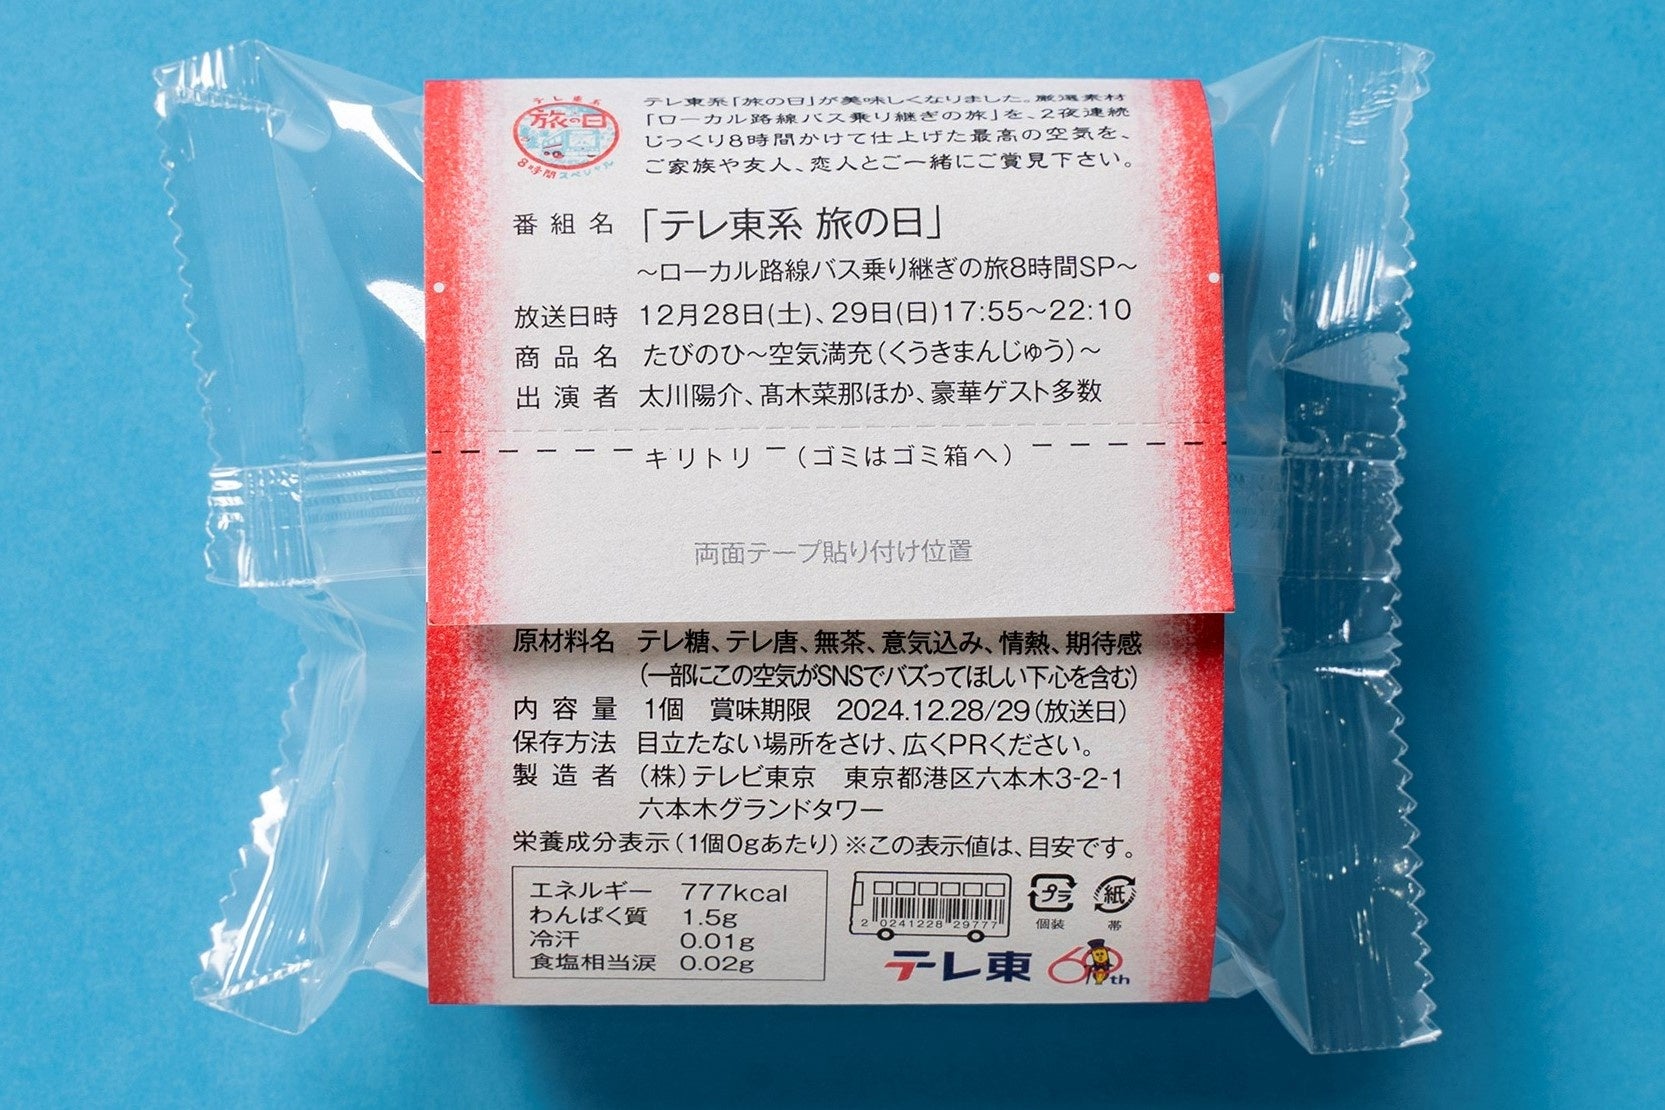 テレ東系
旅の日
8時間スペシャル
テレ東系「旅の日」が美味しくなりました。厳選素材
「ローカル路線バス乗り継ぎの旅」を、2夜連続
じっくり8時間かけて仕上げた最高の空気を、
ご家族や友人、恋人とご一緒にご賞見下さい。
番組名 「テレ東系 旅の日」
～ローカル路線バス乗り継ぎの旅8時間SP～
放送日時 12月28日(土)、29日(日)17:55～22:10
商品名 たびのひ～空気満充(くうきまんじゅう)～
出演者 太川陽介、髙木菜那ほか、豪華ゲスト多数
キリトリ (ゴミはゴミ箱へ)
両面テープ貼り付け位置
原材料名 テレ糖、テレ唐、無茶、意気込み、情熱、期待感
(一部にこの空気がSNSでバズってほしい下心を含む)
内容量 1個 賞味期限 2024.12.28/29(放送日)
保存方法 目立たない場所をさけ、広くPRください。
製造者 (株)テレビ東京 東京都港区六本木3-2-1
六本木グランドタワー
栄養成分表示(1個0gあたり)※この表示値は、目安です。
エネルギー 777kcal
わんぱく質 1.5g
冷汗 0.01g
食塩相当涙 0.02g
2 0241228 29777
プラ
個装
紙
帯
テレ東 60th